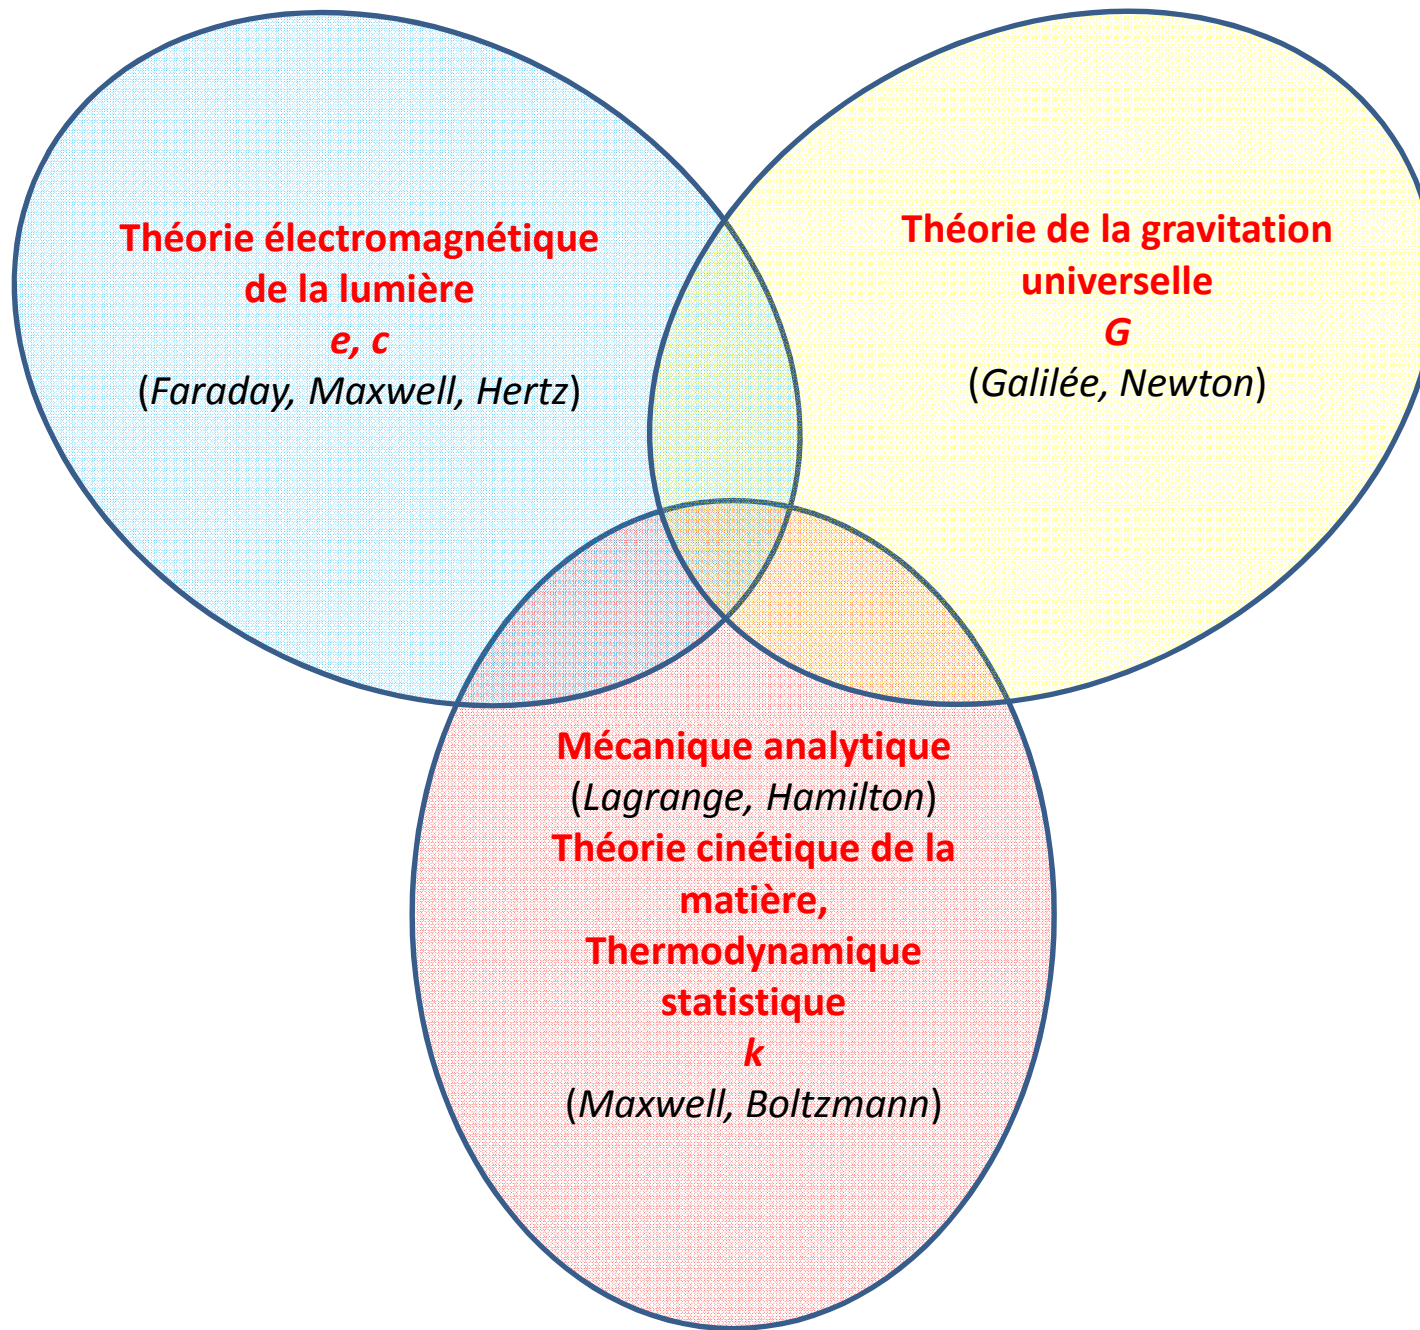 Théorie électromagnétique
de la lumière
e, c
(Faraday, Maxwell, Hertz)
Théorie de la gravitation
universelle
G
(Galilée, Newton)
Mécanique analytique
(Lagrange, Hamilton)
Théorie cinétique de la
matière,
Thermodynamique
statistique
k
(Maxwell, Boltzmann)